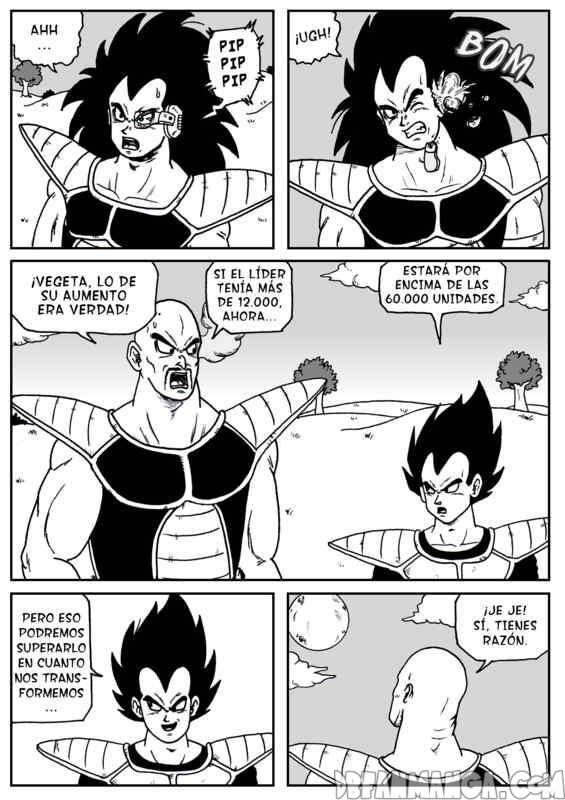 AHH
...
PIP
PIP
PIP
¡UGH!
BOM
¡VEGETA, LO DE
SU AUMENTO
ERA VERDAD!
SI EL LÍDER
TENÍA MÁS
DE 12.000,
AHORA...
ESTARÁ POR
ENCIMA DE LAS
60.000 UNIDADES.
PERO ESO
PODREMOS
SUPERARLO
EN CUANTO
NOS TRANS-
FORMEMOS
...
¡JE JE!
SÍ, TIENES
RAZÓN.
DBFANMANGA.COM